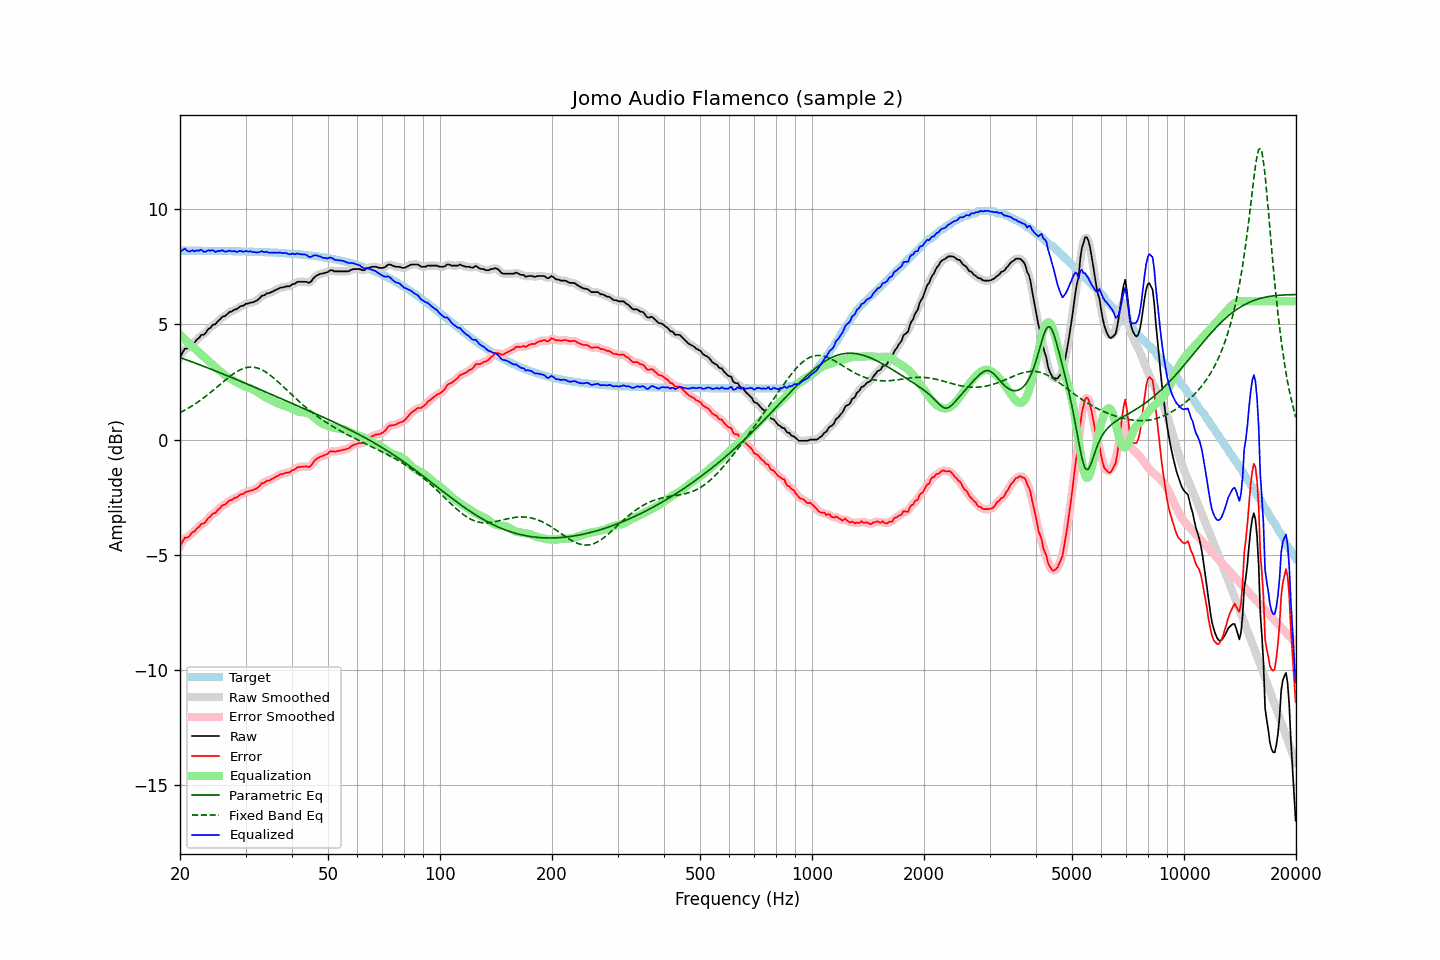 Jomo Audio Flamenco (sample 2)
10
5
0
−5
−10
−15
Amplitude (dBr)
Target
Raw Smoothed
Error Smoothed
Raw
Error
Equalization
Parametric Eq
Fixed Band Eq
Equalized
20 50 100 200 500 1000 2000 5000 10000 20000
Frequency (Hz)